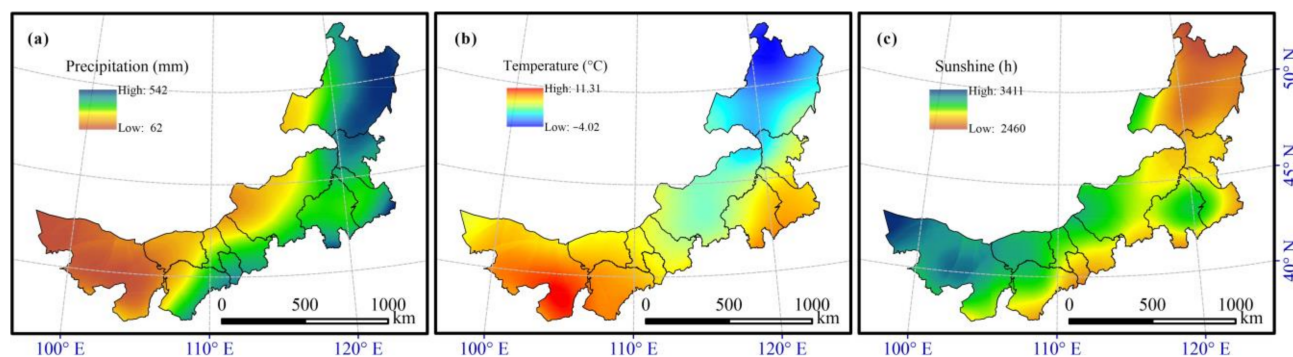 (a)
Precipitation (mm)
High: 542
Low: 62
0 500 1000
km
(b)
Temperature (°C)
High: 11.31
Low: −4.02
0 500 1000
km
(c)
Sunshine (h)
High: 3411
Low: 2460
0 500 1000
km
50° N
45° N
40° N
100° E 110° E 120° E
100° E 110° E 120° E
100° E 110° E 120° E